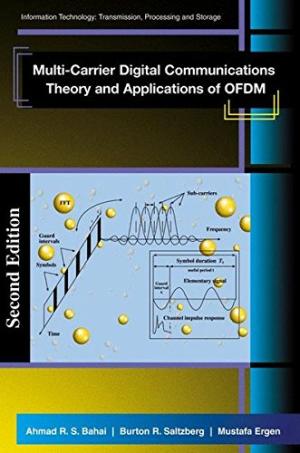 Information Technology: Transmission, Processing and Storage
Multi-Carrier Digital Communications
Theory and Applications of OFDM
Second Edition
FFT
Sub-carriers
Guard
intervals
Symbols
Frequency
Time
Symbol duration Ts
useful period t
Guard
interval
Elementary signal
Channel impulse response
Ahmad R. S. Bahai | Burton R. Saltzberg | Mustafa Ergen